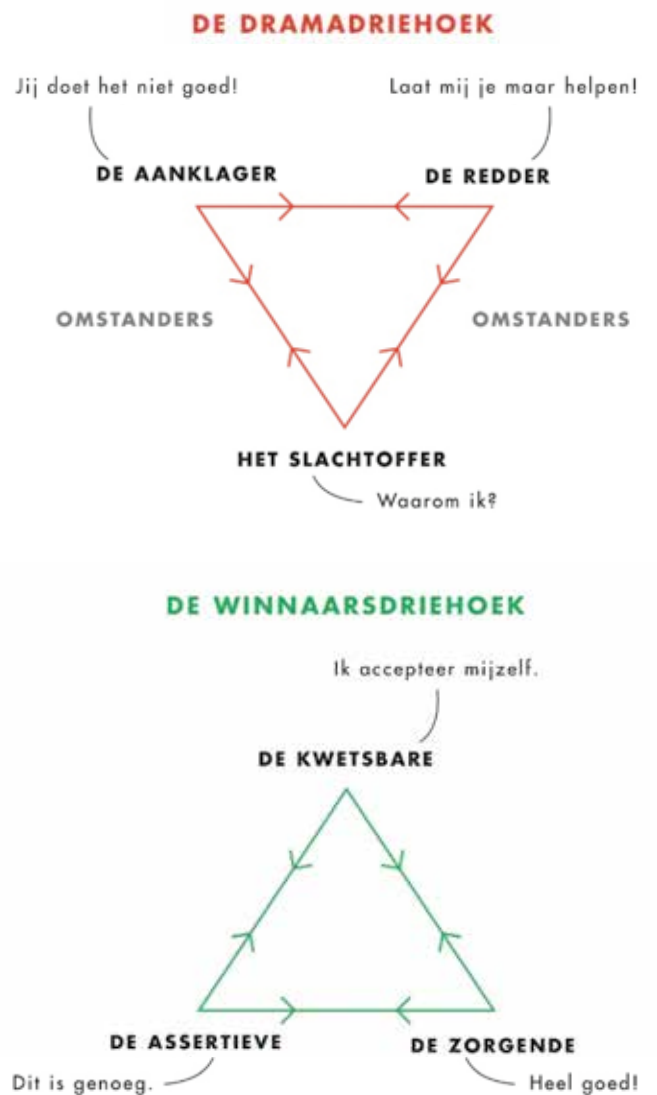 DE DRAMADRIEHOEK
Jij doet het niet goed!
Laat mij je maar helpen!
DE AANKLAGER
DE REDDER
OMSTANDERS
OMSTANDERS
HET SLACHTOFFER
Waarom ik?
DE WINNAARSDRIEHOEK
Ik accepteer mijzelf.
DE KWETSBARE
DE ASSERTIEVE
DE ZORGENDE
Dit is genoeg.
Heel goed!